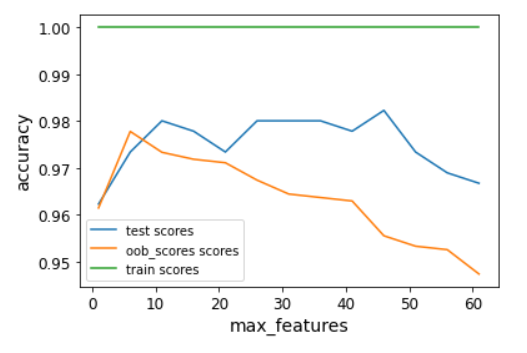 1.00
0.99
0.98
0.97
0.96
0.95
accuracy
test scores
oob_scores scores
train scores
0 10 20 30 40 50 60
max_features